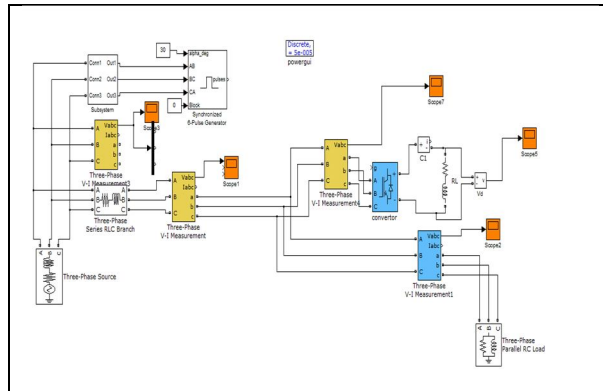 Discrete,
= 5e-005
powergui
30
alpha_deg
AB
BC
CA
Block
pulses
0
Synchronized
6-Pulse Generator
Conn1 Out1
Conn2 Out2
Conn3 Out3
Subsystem
Scope3
Scope7
Vabc
Iabc
A a
B b
C c
Three-Phase
V-I Measurement3
A A
B B
C C
Three-Phase
Series RLC Branch
Scope1
Vabc
Iabc
A a
B b
C c
Three-Phase
V-I Measurement
A B C
Three-Phase Source
Vabc
A a
B b
C c
Three-Phase
g
A
B
C
+
-
convertor
C1
RL
+
-
v
Vd
Vabc
Iabc
A a
B b
C c
Three-Phase
V-I Measurement1
Scope2
A B C
Three-Phase
Parallel RC Load